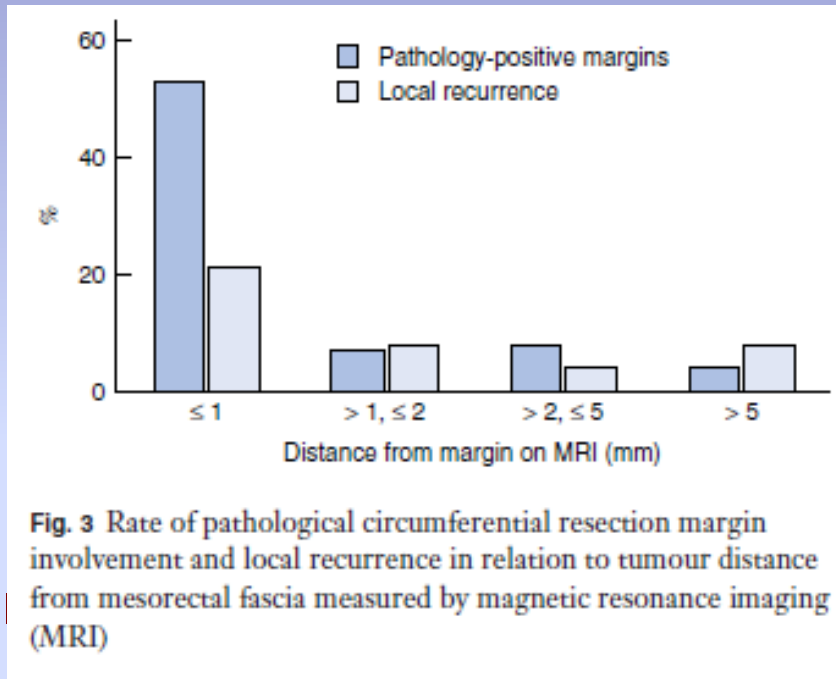 60
Pathology-positive margins
Local recurrence
40
%
20
0
≤ 1
> 1, ≤ 2
> 2, ≤ 5
> 5
Distance from margin on MRI (mm)
Fig. 3 Rate of pathological circumferential resection margin
involvement and local recurrence in relation to tumour distance
from mesorectal fascia measured by magnetic resonance imaging
(MRI)